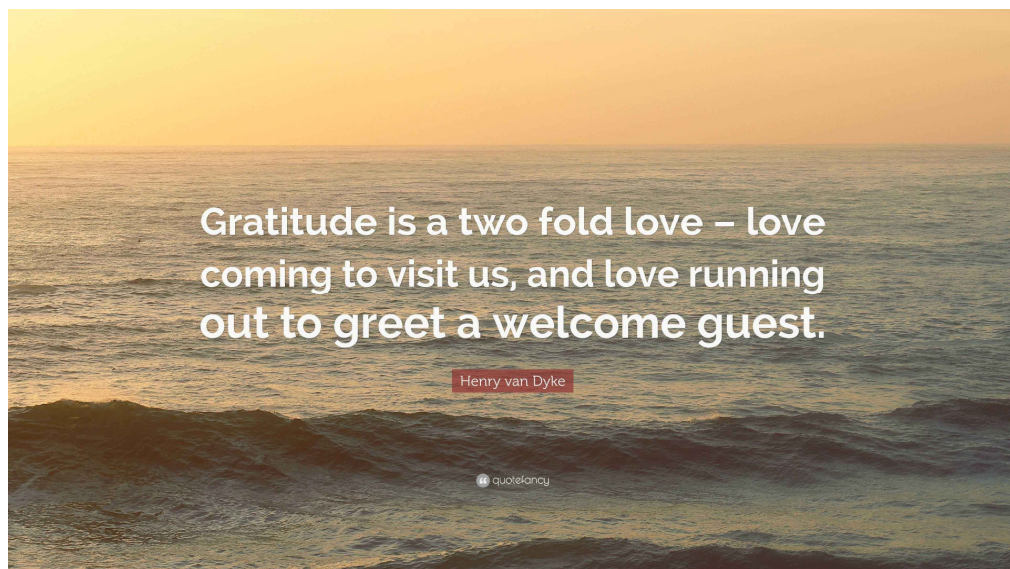 Gratitude is a two fold love – love
coming to visit us, and love running
out to greet a welcome guest.
Henry van Dyke
quotefancy